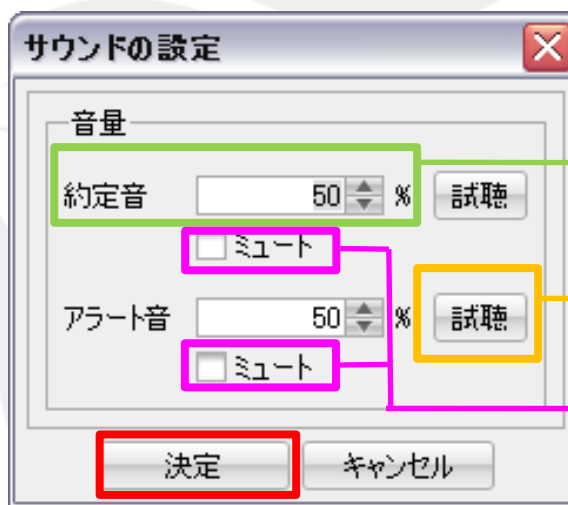 サウンドの設定
音量
約定音 50 % 試聴
ミュート
アラート音 50 % 試聴
ミュート
決定 キャンセル